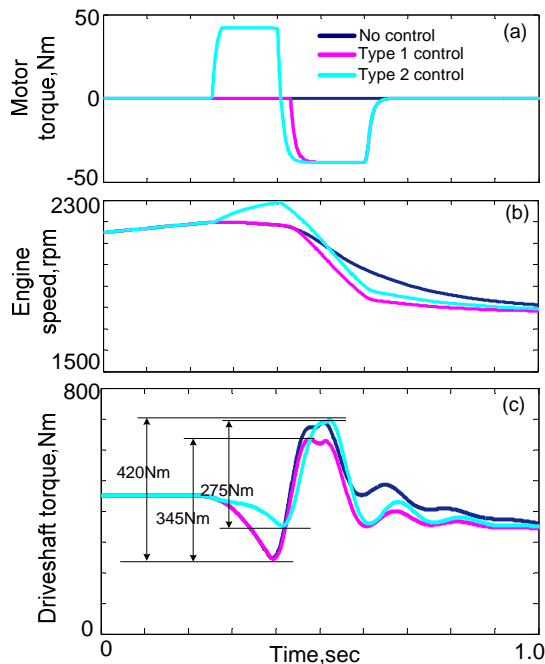 50
(a)
No control
Type 1 control
Type 2 control
Motor
torque,Nm
0
-50
2300
(b)
Engine
speed,rpm
1500
800
(c)
Driveshaft torque,Nm
420Nm
275Nm
345Nm
0
0
Time,sec
1.0